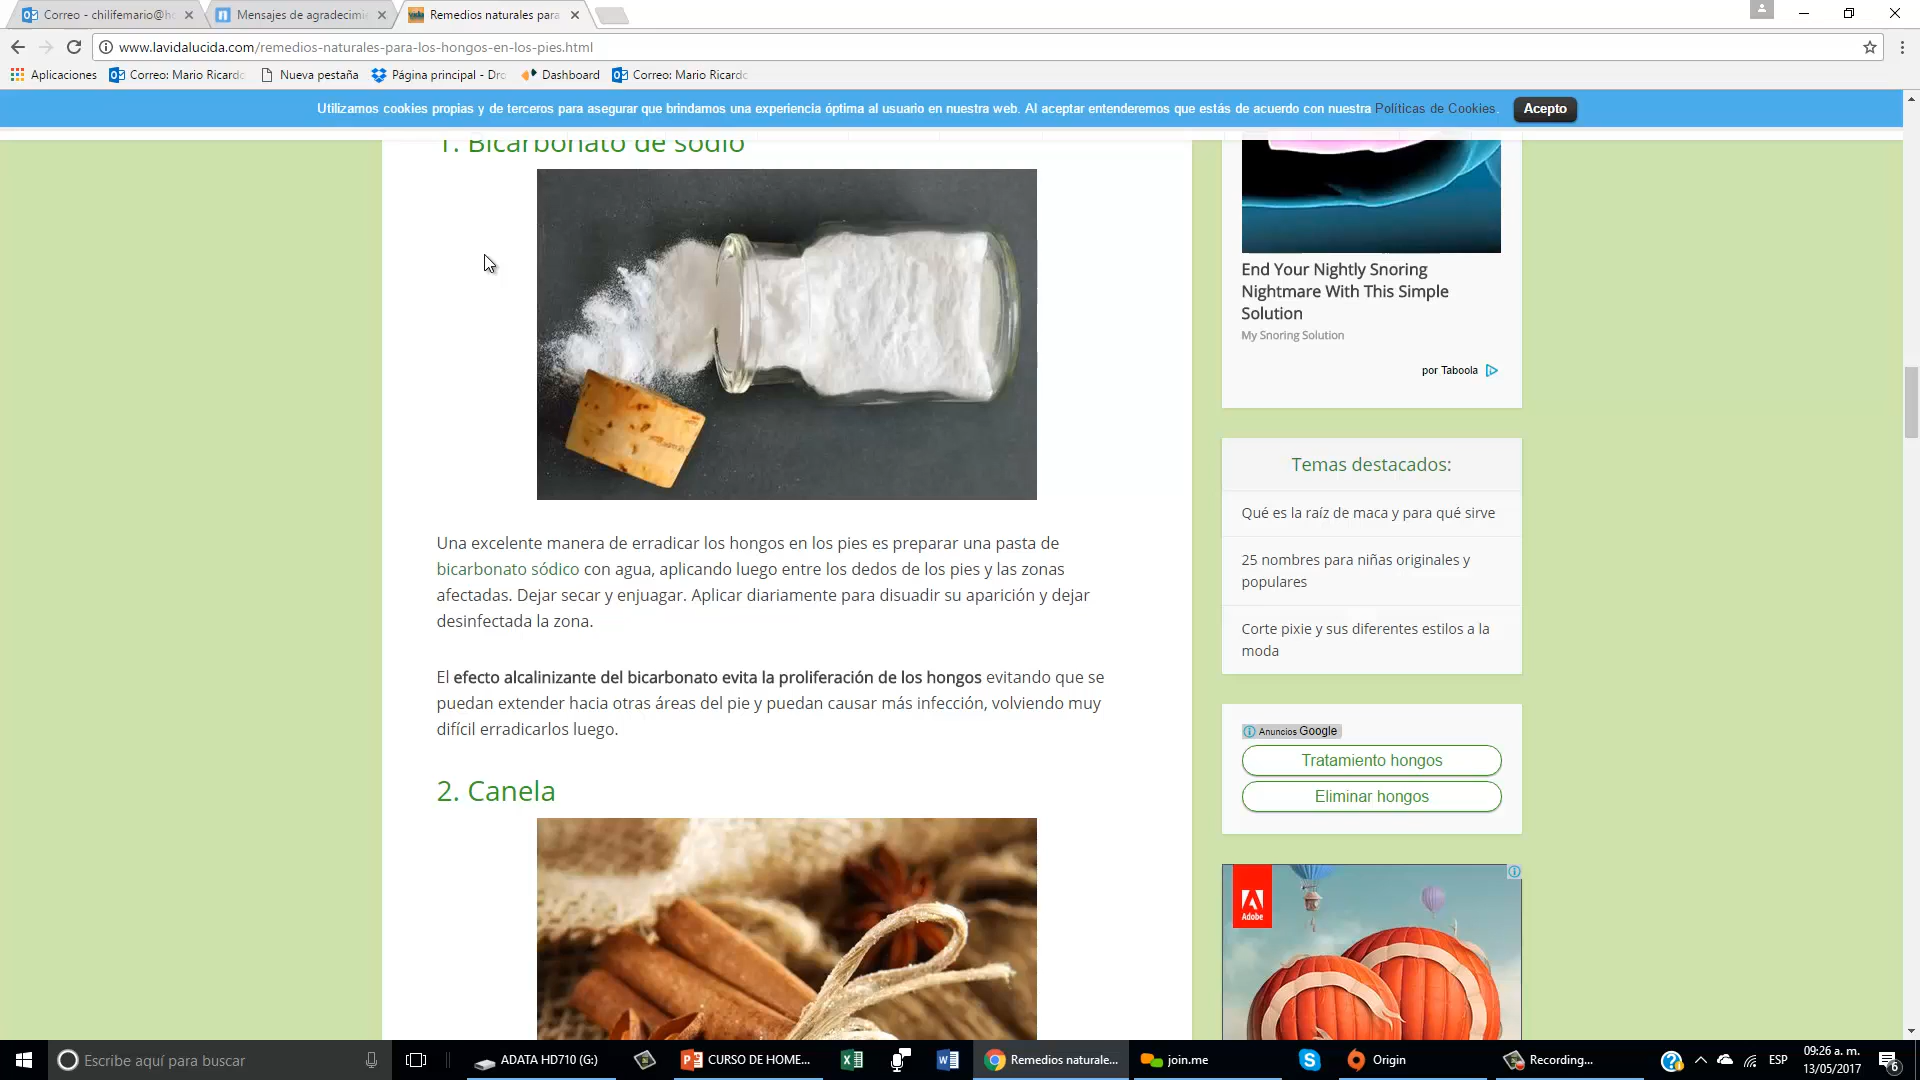 Correo - chilifemario@ho
Mensajes de agradecimie
Remedios naturales para
www.lavidalucida.com/remedios-naturales-para-los-hongos-en-los-pies.html
Aplicaciones
Correo: Mario Ricardo
Nueva pestaña
Página principal - Dro
Dashboard
Correo: Mario Ricardo
Utilizamos cookies propias y de terceros para asegurar que brindamos una experiencia óptima al usuario en nuestra web. Al aceptar entenderemos que estás de acuerdo con nuestra Políticas de Cookies. Acepto
1. Bicarbonato de sodio
Una excelente manera de erradicar los hongos en los pies es preparar una pasta de
bicarbonato sódico con agua, aplicando luego entre los dedos de los pies y las zonas
afectadas. Dejar secar y enjuagar. Aplicar diariamente para disuadir su aparición y dejar
desinfectada la zona.
El efecto alcalinizante del bicarbonato evita la proliferación de los hongos evitando que se
puedan extender hacia otras áreas del pie y puedan causar más infección, volviendo muy
difícil erradicarlos luego.
2. Canela
End Your Nightly Snoring
Nightmare With This Simple
Solution
My Snoring Solution
por Taboola
Temas destacados:
Qué es la raíz de maca y para qué sirve
25 nombres para niñas originales y
populares
Corte pixie y sus diferentes estilos a la
moda
Anuncios Google
Tratamiento hongos
Eliminar hongos
Adobe
Escribe aquí para buscar
ADATA HD710 (G:)
CURSO DE HOME...
Remedios naturale...
join.me
Origin
Recording...
ESP
09:26 a. m.
13/05/2017
6